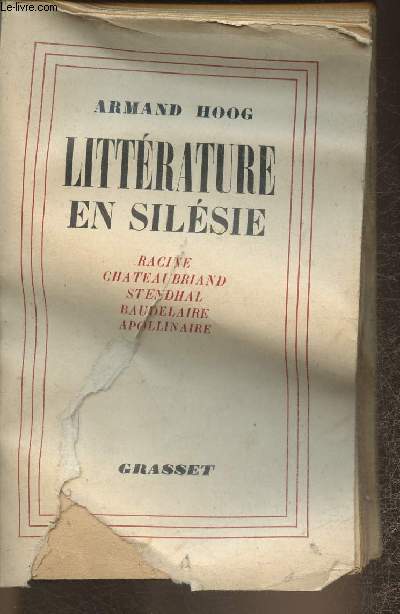 Le-livre.com
ARMAND HOOG
LITTÉRATURE
EN SILÉSIE
RACINE
CHATEAUBRIAND
STENDHAL
BAUDELAIRE
APOLLINAIRE
GRASSET